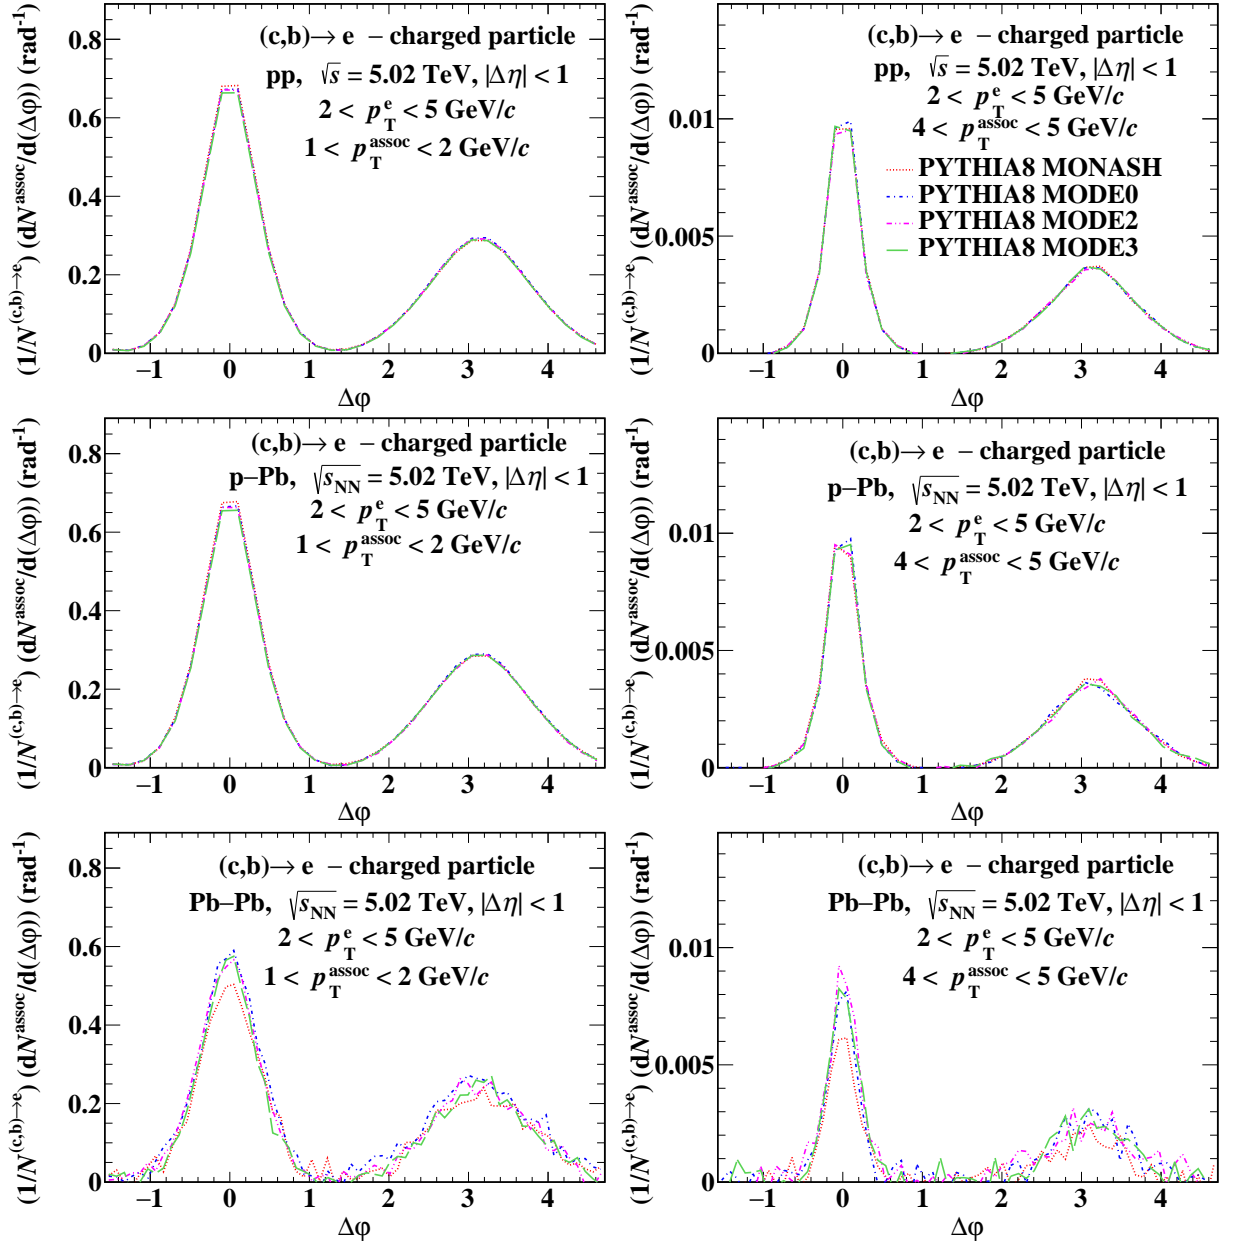 (c,b)→ e – charged particle
pp, √s = 5.02 TeV, |Δη| < 1
2 < p_T^e < 5 GeV/c
1 < p_T^assoc < 2 GeV/c
(1/N^(c,b)→e) (dN^assoc/d(Δφ)) (rad^-1)
0.8
0.6
0.4
0.2
0
−1 0 1 2 3 4
Δφ
(c,b)→ e – charged particle
pp, √s = 5.02 TeV, |Δη| < 1
2 < p_T^e < 5 GeV/c
4 < p_T^assoc < 5 GeV/c
PYTHIA8 MONASH
PYTHIA8 MODE0
PYTHIA8 MODE2
PYTHIA8 MODE3
(1/N^(c,b)→e) (dN^assoc/d(Δφ)) (rad^-1)
0.01
0.005
0
−1 0 1 2 3 4
Δφ
(c,b)→ e – charged particle
p–Pb, √s_NN = 5.02 TeV, |Δη| < 1
2 < p_T^e < 5 GeV/c
1 < p_T^assoc < 2 GeV/c
(1/N^(c,b)→e) (dN^assoc/d(Δφ)) (rad^-1)
0.8
0.6
0.4
0.2
0
−1 0 1 2 3 4
Δφ
(c,b)→ e – charged particle
p–Pb, √s_NN = 5.02 TeV, |Δη| < 1
2 < p_T^e < 5 GeV/c
4 < p_T^assoc < 5 GeV/c
(1/N^(c,b)→e) (dN^assoc/d(Δφ)) (rad^-1)
0.01
0.005
0
−1 0 1 2 3 4
Δφ
(c,b)→ e – charged particle
Pb–Pb, √s_NN = 5.02 TeV, |Δη| < 1
2 < p_T^e < 5 GeV/c
1 < p_T^assoc < 2 GeV/c
(1/N^(c,b)→e) (dN^assoc/d(Δφ)) (rad^-1)
0.8
0.6
0.4
0.2
0
−1 0 1 2 3 4
Δφ
(c,b)→ e – charged particle
Pb–Pb, √s_NN = 5.02 TeV, |Δη| < 1
2 < p_T^e < 5 GeV/c
4 < p_T^assoc < 5 GeV/c
(1/N^(c,b)→e) (dN^assoc/d(Δφ)) (rad^-1)
0.01
0.005
0
−1 0 1 2 3 4
Δφ